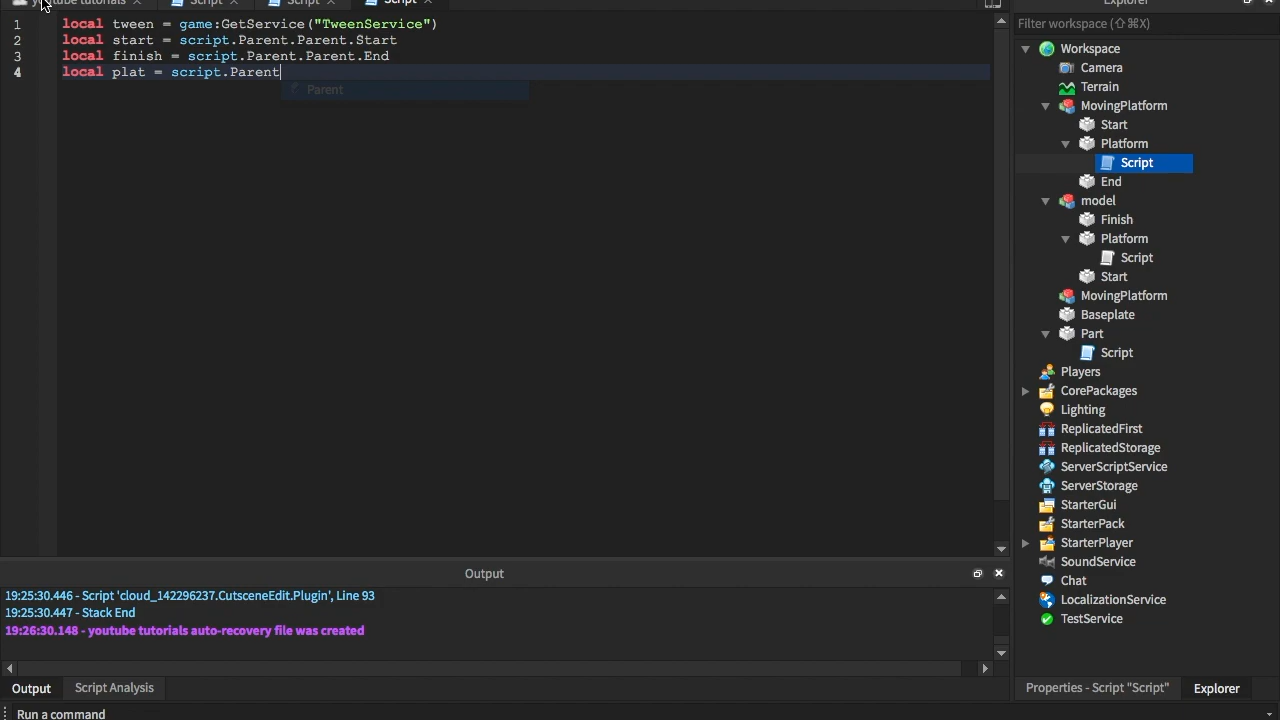 youtube tutorials
Script
Script
Script
1 local tween = game:GetService("TweenService")
2 local start = script.Parent.Parent.Start
3 local finish = script.Parent.Parent.End
4 local plat = script.Parent
Parent
Explorer
Filter workspace (⇧⌘X)
Workspace
Camera
Terrain
MovingPlatform
Start
Platform
Script
End
model
Finish
Platform
Script
Start
MovingPlatform
Baseplate
Part
Script
Players
CorePackages
Lighting
ReplicatedFirst
ReplicatedStorage
ServerScriptService
ServerStorage
StarterGui
StarterPack
StarterPlayer
SoundService
Chat
LocalizationService
TestService
Output
19:25:30.446 - Script 'cloud_142296237.CutsceneEdit.Plugin', Line 93
19:25:30.447 - Stack End
19:26:30.148 - youtube tutorials auto-recovery file was created
Output Script Analysis
Properties - Script "Script" Explorer
Run a command